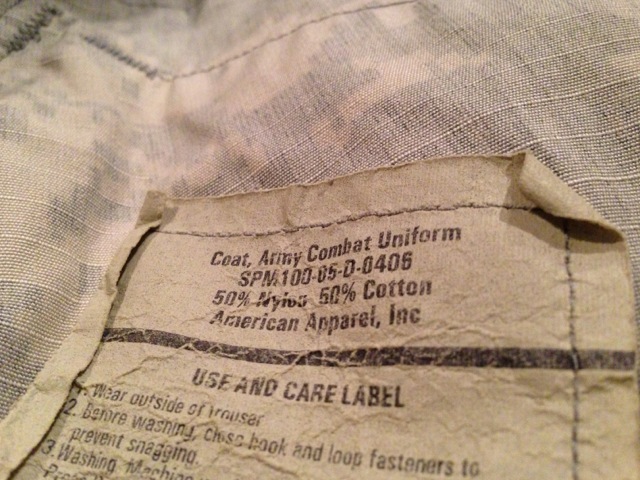 Coat, Army Combat Uniform
SPM100-05-D-0406
50% Nylon 50% Cotton
American Apparel, Inc
USE AND CARE LABEL
1. Wear outside of trouser
2. Before washing, close hook and loop fasteners to
prevent snagging.
3. Washing. Machine